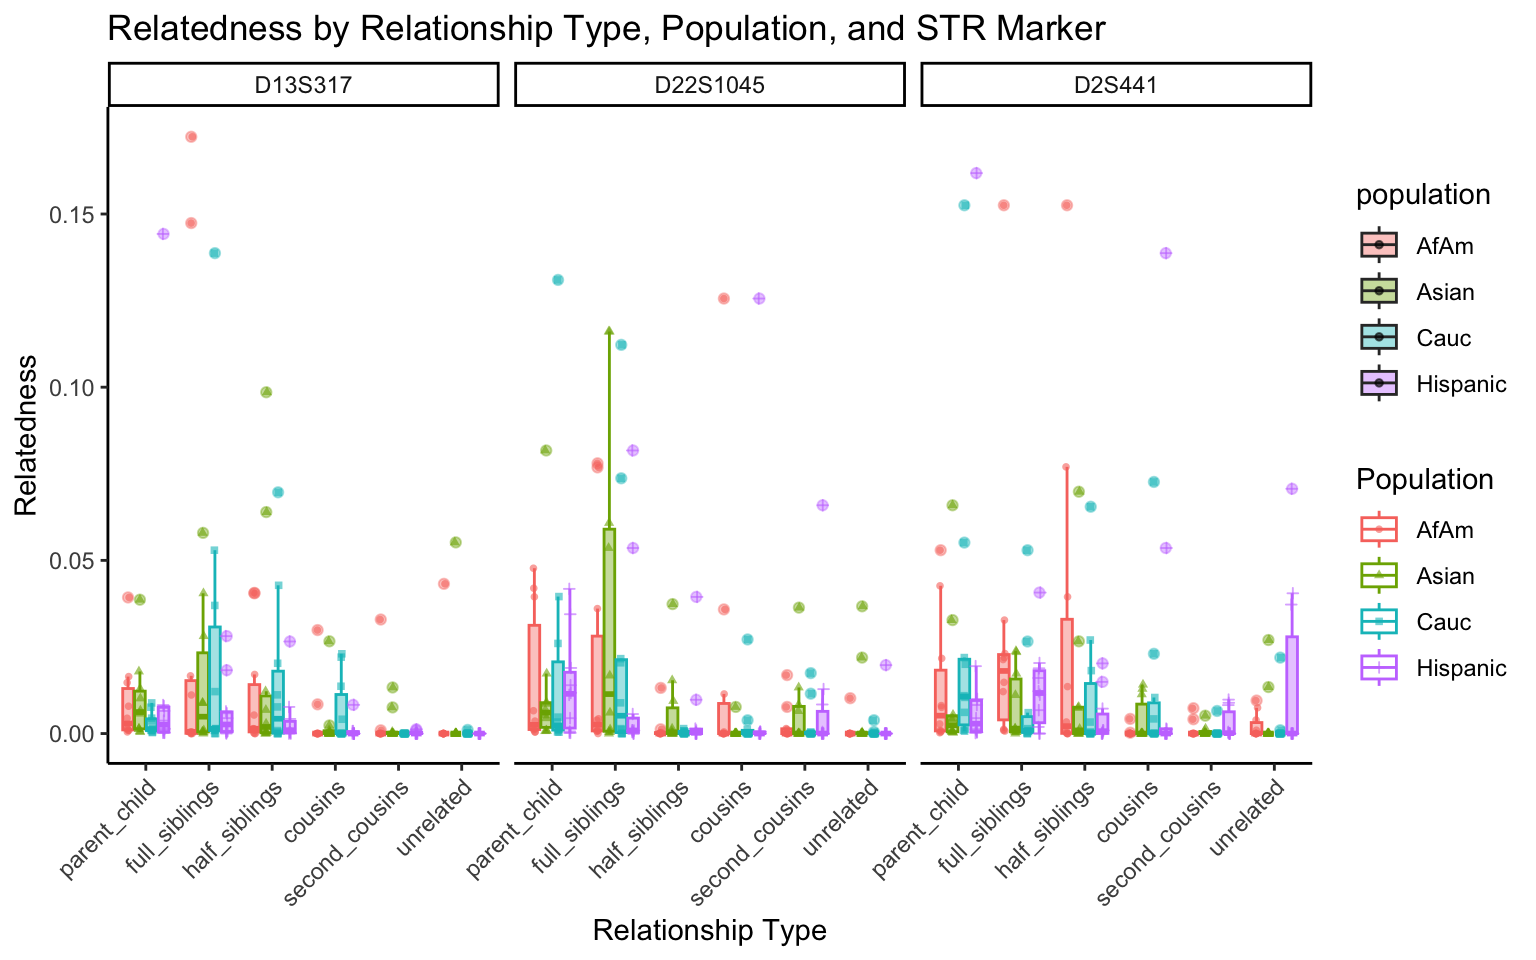 Relatedness by Relationship Type, Population, and STR Marker
D13S317
D22S1045
D2S441
Relatedness
0.15
0.10
0.05
0.00
parent_child
full_siblings
half_siblings
cousins
second_cousins
unrelated
parent_child
full_siblings
half_siblings
cousins
second_cousins
unrelated
parent_child
full_siblings
half_siblings
cousins
second_cousins
unrelated
Relationship Type
population
AfAm
Asian
Cauc
Hispanic
Population
AfAm
Asian
Cauc
Hispanic